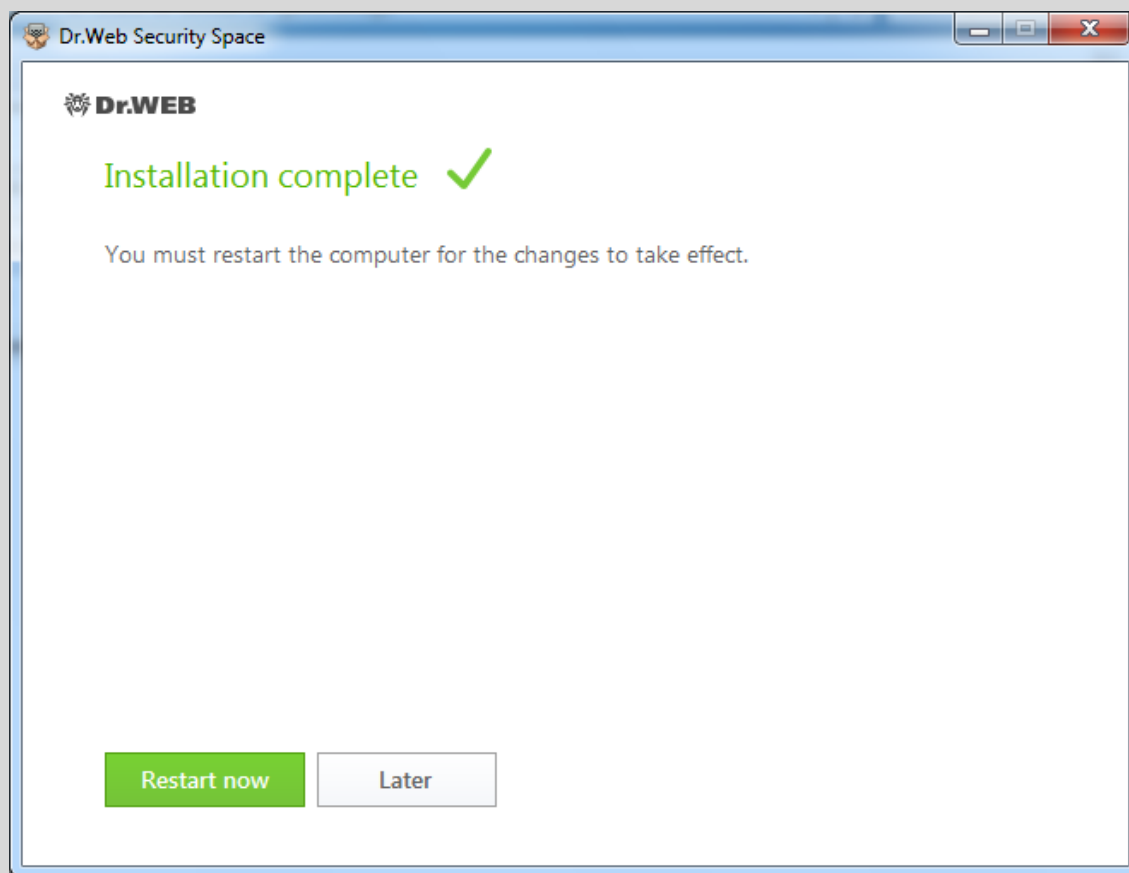 Dr.Web Security Space
Dr.WEB
Installation complete
You must restart the computer for the changes to take effect.
Restart now
Later